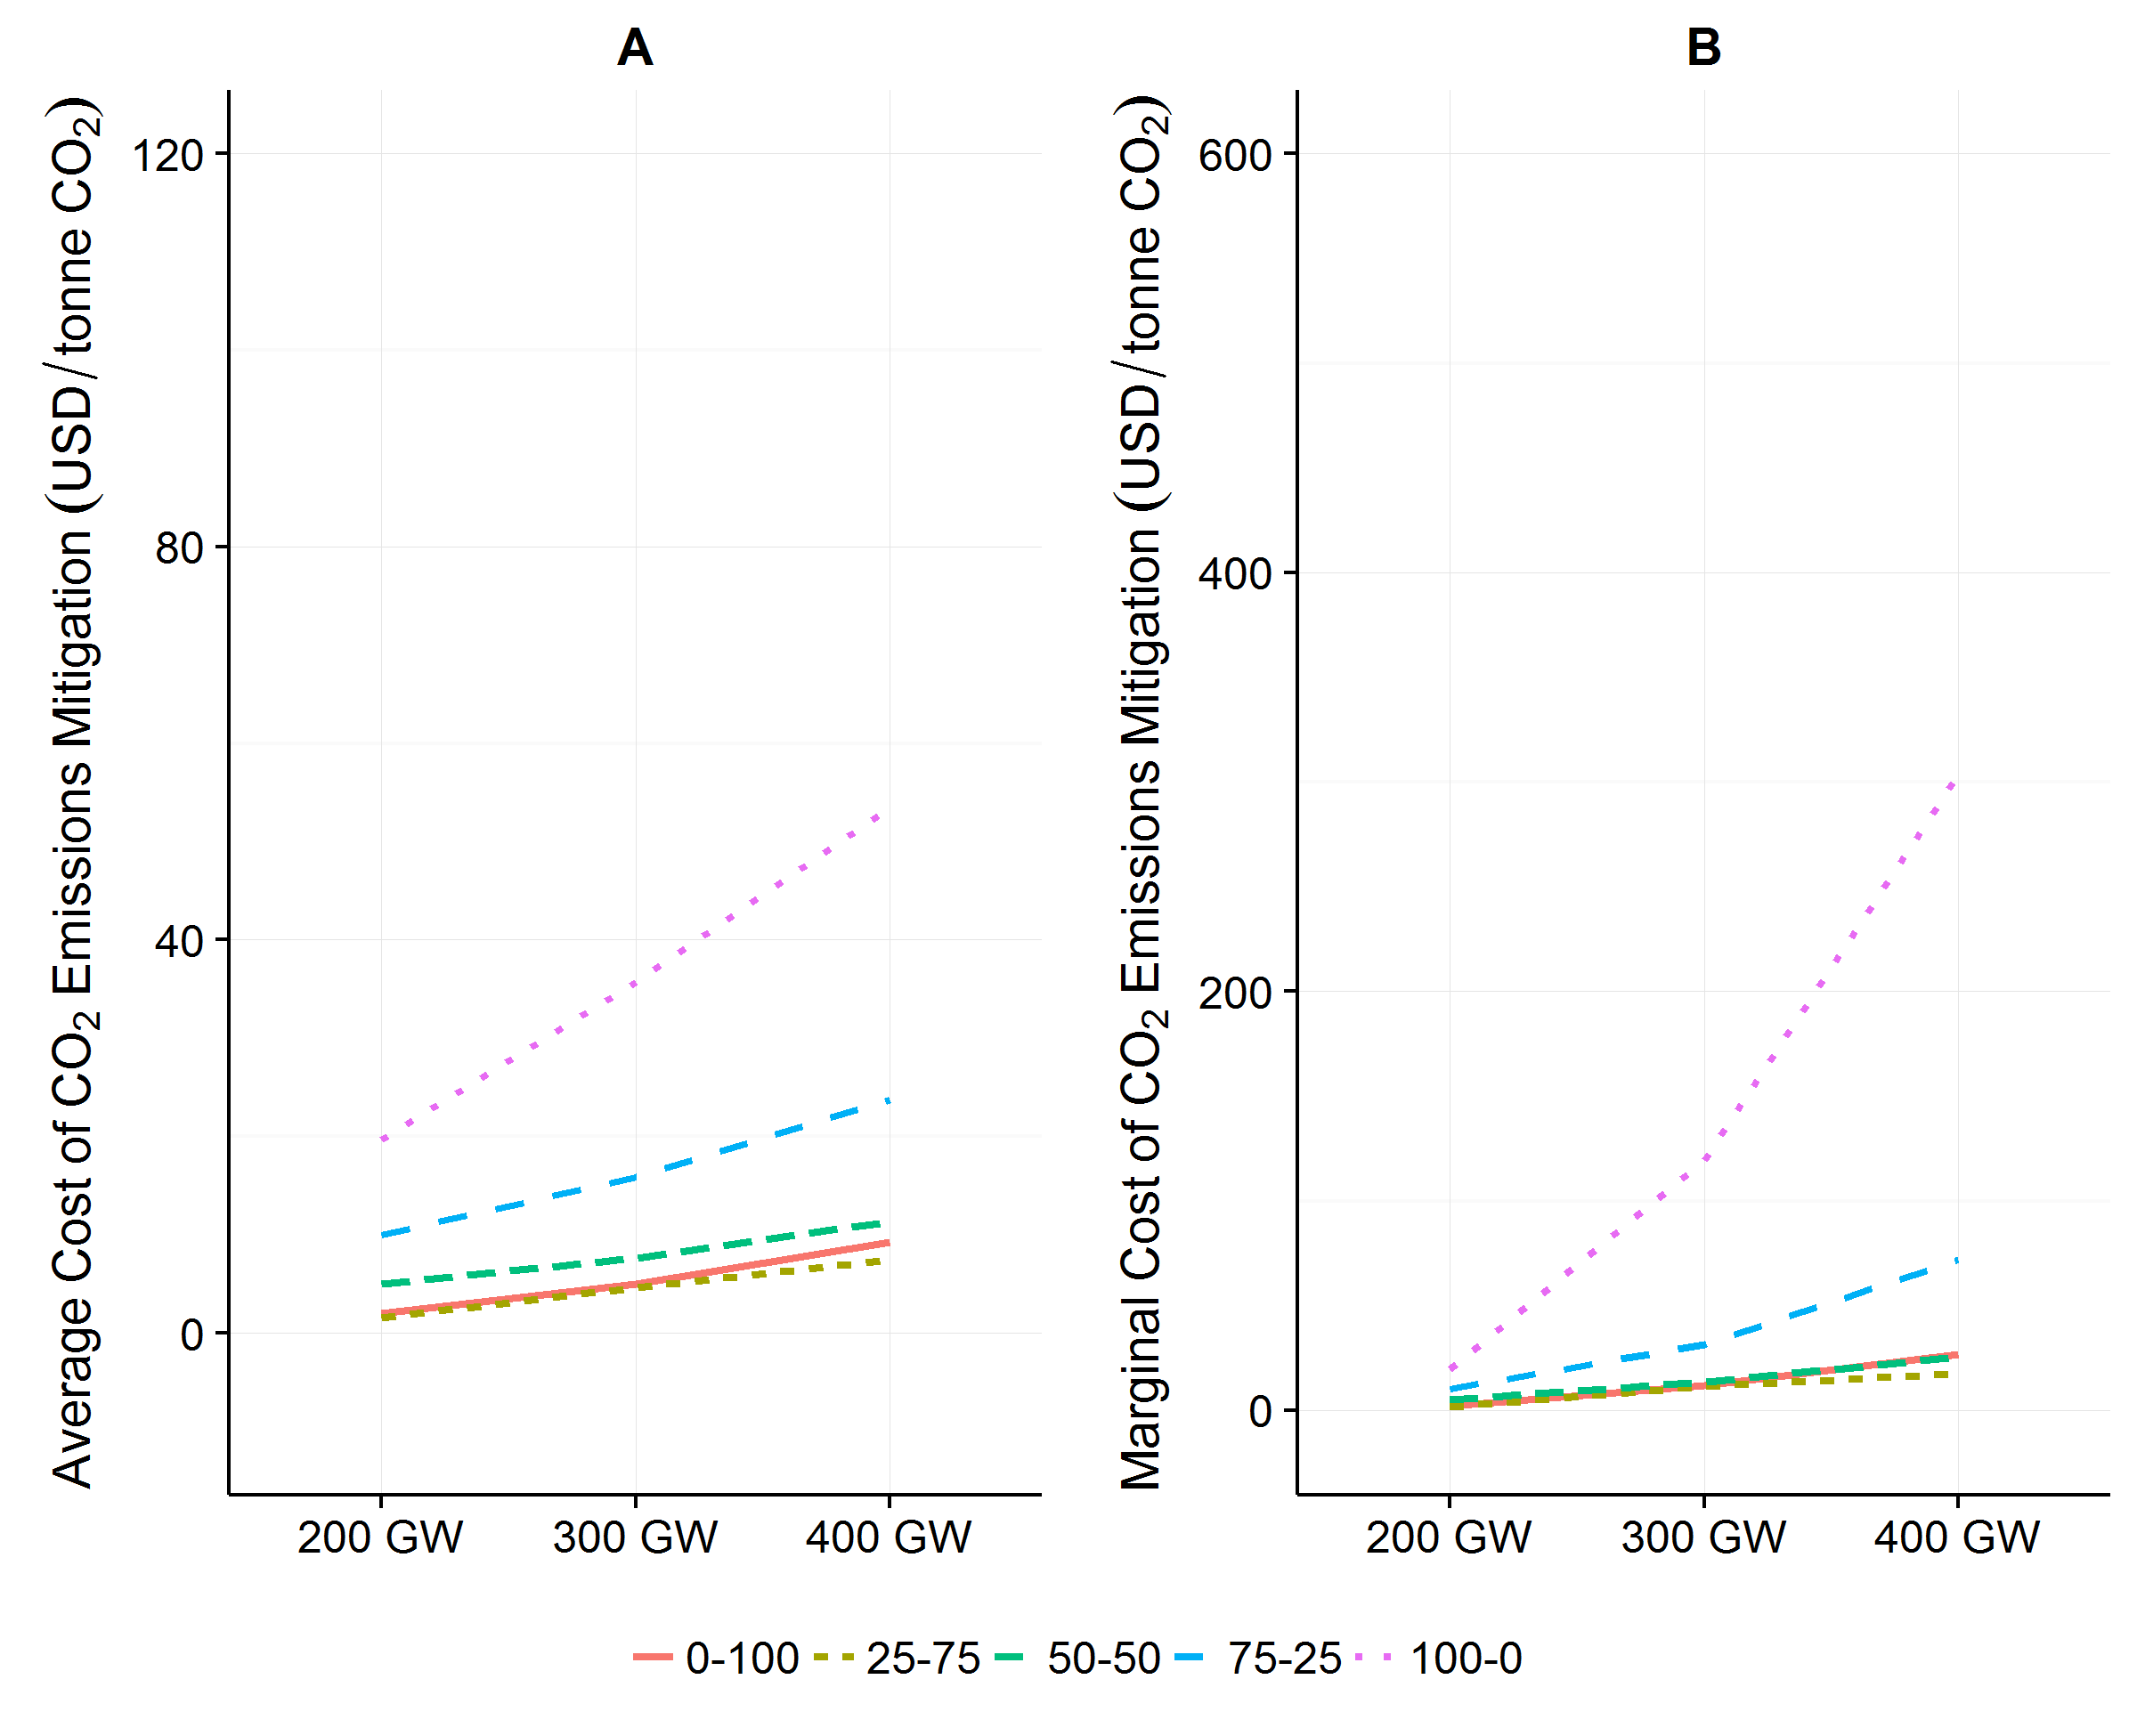 A
Average Cost of CO₂ Emissions Mitigation (USD/tonne CO₂)
120
80
40
0
200 GW 300 GW 400 GW
B
Marginal Cost of CO₂ Emissions Mitigation (USD/tonne CO₂)
600
400
200
0
200 GW 300 GW 400 GW
0-100 25-75 50-50 75-25 100-0